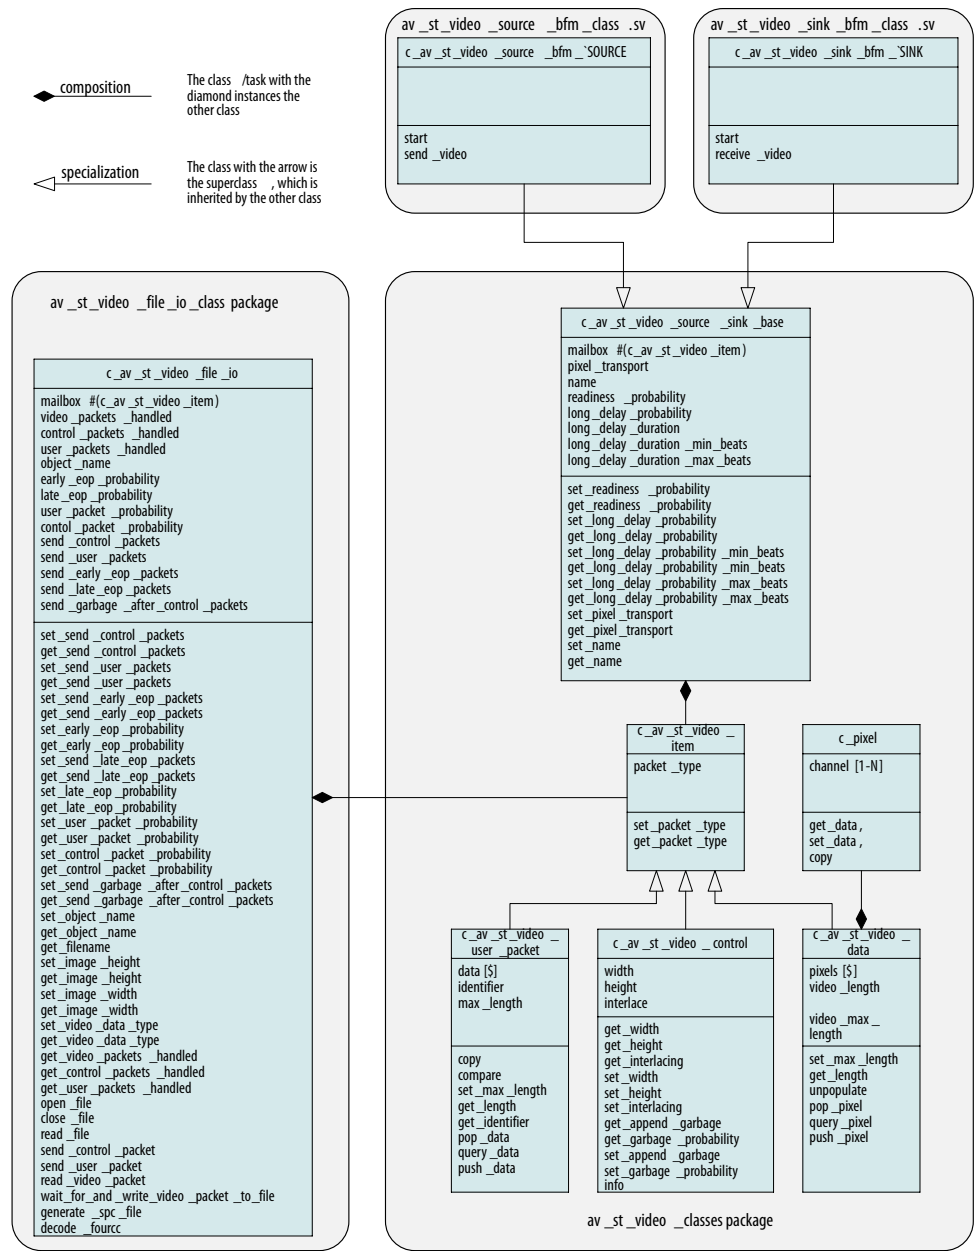 av _st _video _source _bfm _class .sv
c _av _st _video _source _bfm _`SOURCE
start
send _video
av _st _video _sink _bfm _class .sv
c _av _st _video _sink _bfm _`SINK
start
receive _video
composition
The class /task with the
diamond instances the
other class
specialization
The class with the arrow is
the superclass , which is
inherited by the other class
av _st _video _file _io _class package
c _av _st _video _file _io
mailbox #(c _av _st _video _item )
video _packets _handled
control _packets _handled
user _packets _handled
object _name
early _eop _probability
late _eop _probability
user _packet _probability
contol _packet _probability
send _control _packets
send _user _packets
send _early _eop _packets
send _late _eop _packets
send _garbage _after _control _packets
set _send _control _packets
get _send _control _packets
set _send _user _packets
get _send _user _packets
set _send _early _eop _packets
get _send _early _eop _packets
set _early _eop _probability
get _early _eop _probability
set _send _late _eop _packets
get _send _late _eop _packets
set _late _eop _probability
get _late _eop _probability
set _user _packet _probability
get _user _packet _probability
set _control _packet _probability
get _control _packet _probability
set _send _garbage _after _control _packets
get _send _garbage _after _control _packets
set _object _name
get _object _name
get _filename
set _image _height
get _image _height
set _image _width
get _image _width
set _video _data _type
get _video _data _type
get _video _packets _handled
get _control _packets _handled
get _user _packets _handled
open _file
close _file
read _file
send _control _packet
send _user _packet
read _video _packet
wait _for _and _write _video _packet _to _file
generate _spc _file
decode _fourcc
c _av _st _video _source _sink _base
mailbox #(c _av _st _video _item )
pixel _transport
name
readiness _probability
long _delay _probability
long _delay _duration
long _delay _duration _min _beats
long _delay _duration _max _beats
set _readiness _probability
get _readiness _probability
set _long _delay _probability
get _long _delay _probability
set _long _delay _probability _min _beats
get _long _delay _probability _min _beats
set _long _delay _probability _max _beats
get _long _delay _probability _max _beats
set _pixel _transport
get _pixel _transport
set _name
get _name
c _av _st _video _
item
packet _type
set _packet _type
get _packet _type
c _pixel
channel [1-N]
get _data ,
set _data ,
copy
c _av _st _video _
user _packet
data [$]
identifier
max _length
copy
compare
set _max _length
get _length
get _identifier
pop _data
query _data
push _data
c _av _st _video _ control
width
height
interlace
get _width
get _height
get _interlacing
set _width
set _height
set _interlacing
get _append _garbage
get _garbage _probability
set _append _garbage
set _garbage _probability
info
c _av _st _video _
data
pixels [$]
video _length
video _max _
length
set _max _length
get _length
unpopulate
pop _pixel
query _pixel
push _pixel
av _st _video _classes package